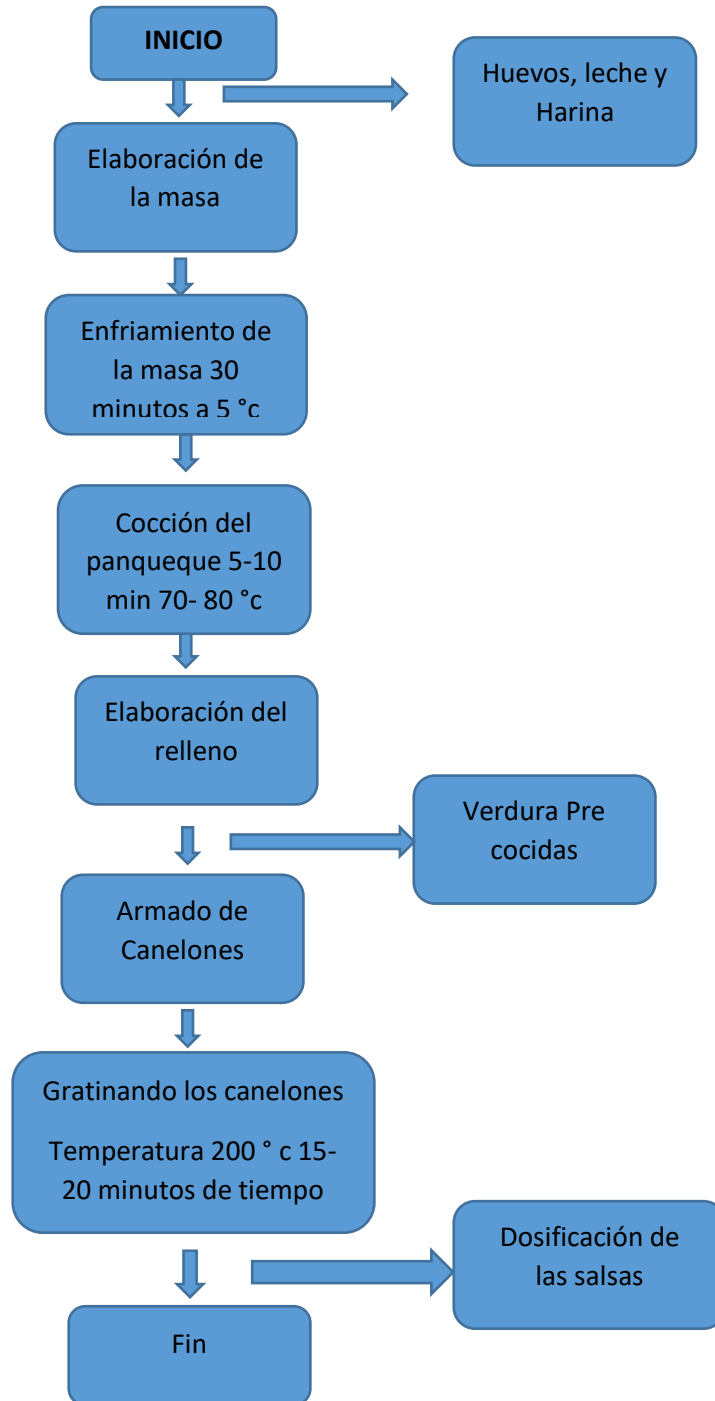 INICIO
Huevos, leche y
Harina
Elaboración de
la masa
Enfriamiento de
la masa 30
minutos a 5 °c
Cocción del
panqueque 5-10
min 70- 80 °c
Elaboración del
relleno
Verdura Pre
cocidas
Armado de
Canelones
Gratinando los canelones
Temperatura 200 ° c 15-
20 minutos de tiempo
Dosificación de
las salsas
Fin